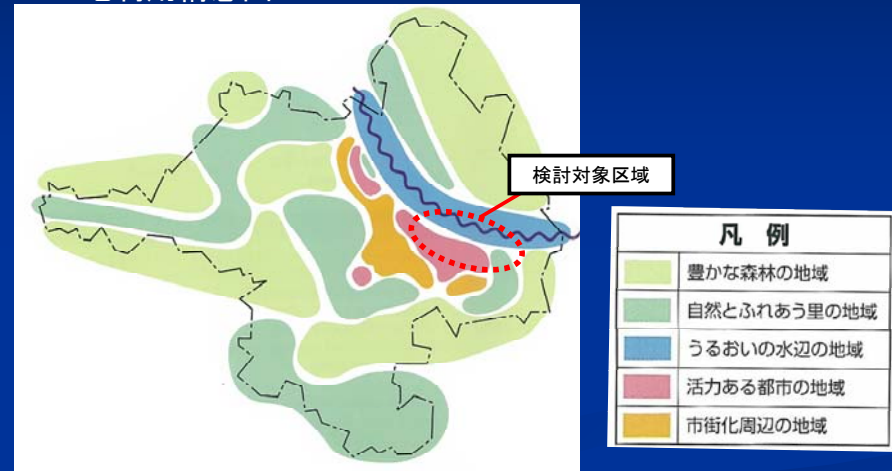 検討対象区域
凡 例
豊かな森林の地域
自然とふれあう里の地域
うるおいの水辺の地域
活力ある都市の地域
市街化周辺の地域